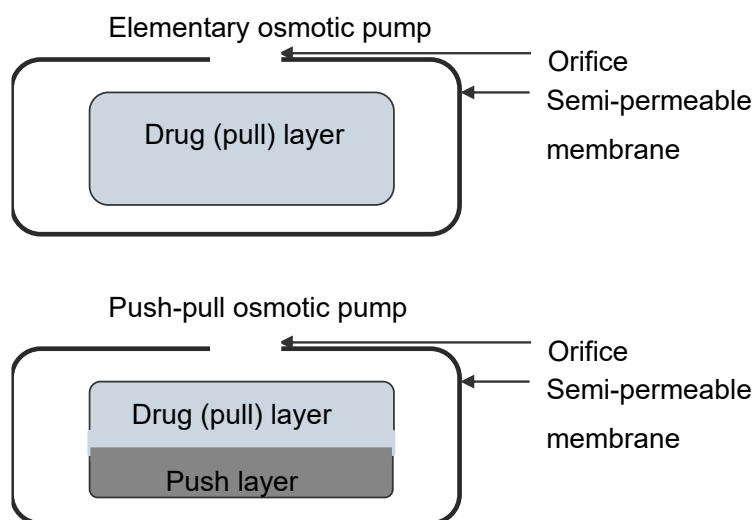 Elementary osmotic pump
Orifice
Semi-permeable
membrane
Drug (pull) layer
Push-pull osmotic pump
Orifice
Semi-permeable
membrane
Drug (pull) layer
Push layer